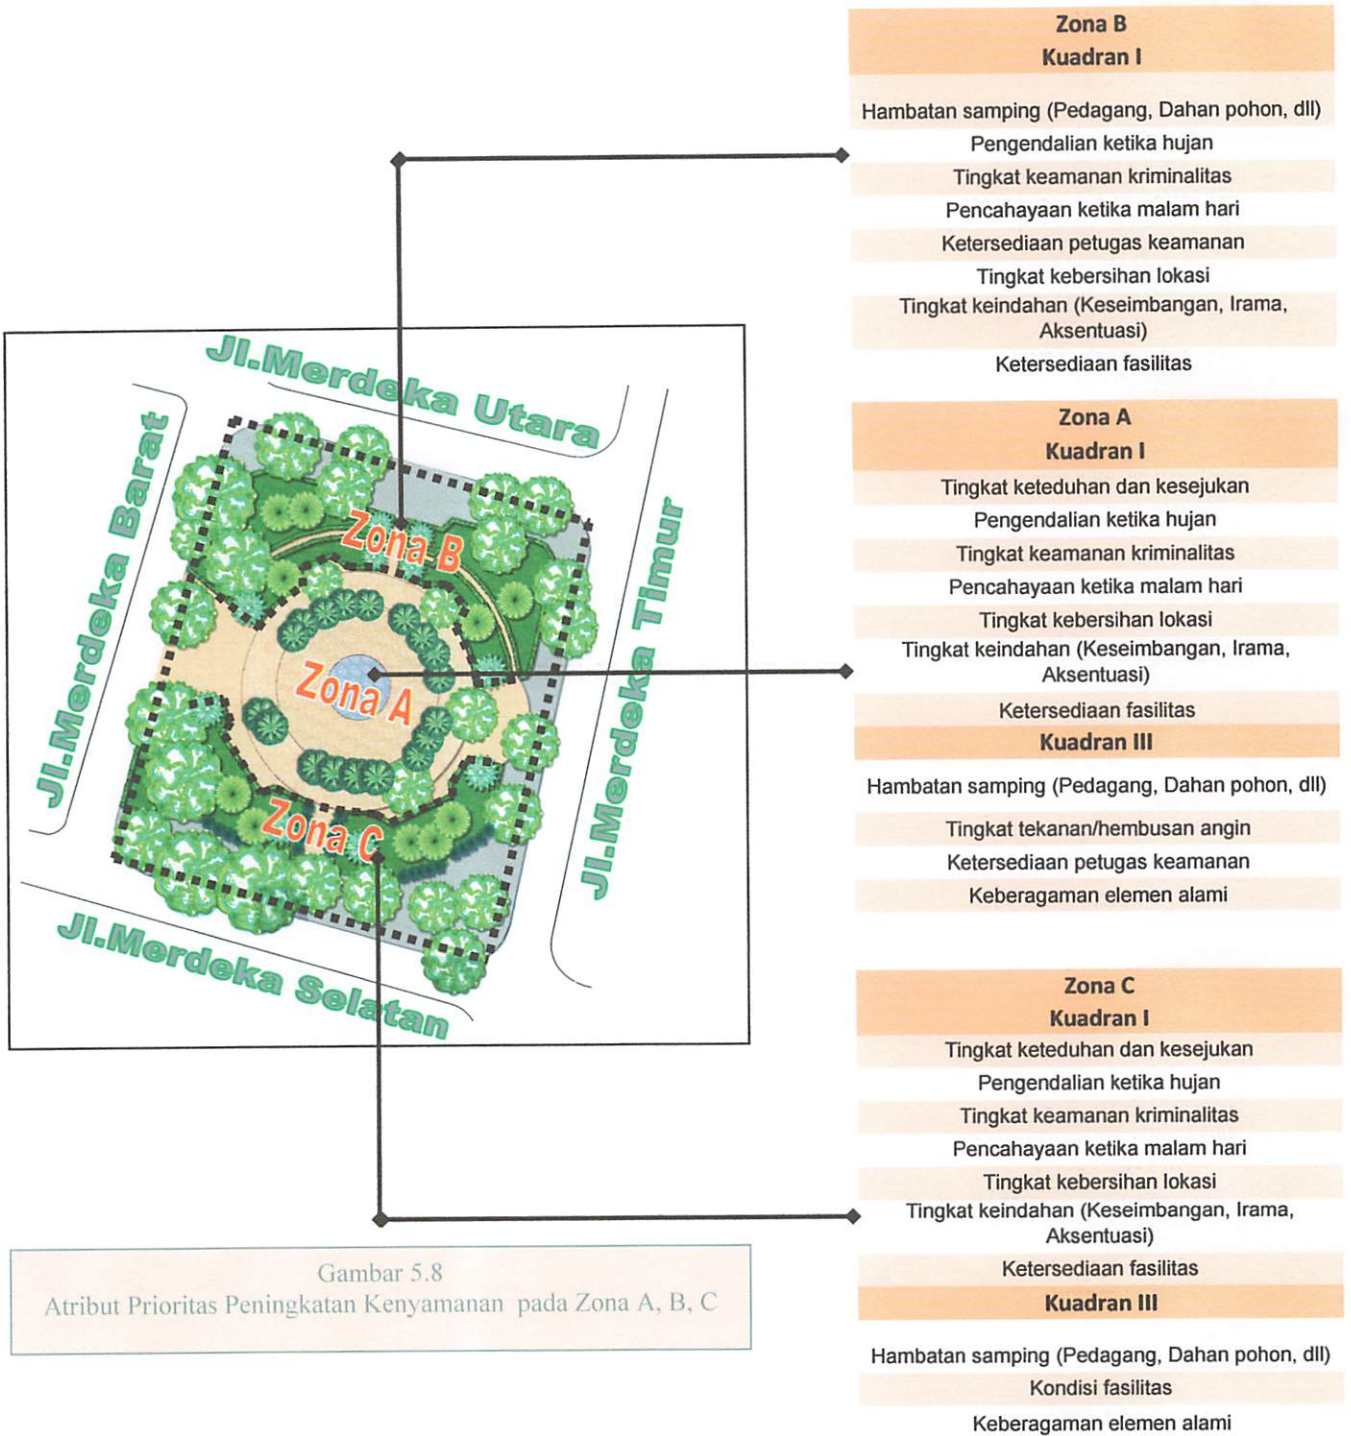 Zona B
Kuadran I
Hambatan samping (Pedagang, Dahan pohon, dll)
Pengendalian ketika hujan
Tingkat keamanan kriminalitas
Pencahayaan ketika malam hari
Ketersediaan petugas keamanan
Tingkat kebersihan lokasi
Tingkat keindahan (Keseimbangan, Irama,
Aksentuasi)
Ketersediaan fasilitas
Jl.Merdeka Utara
Jl.Merdeka Barat
Jl.Merdeka Timur
Jl.Merdeka Selatan
Zona B
Zona A
Zona C
Zona A
Kuadran I
Tingkat keteduhan dan kesejukan
Pengendalian ketika hujan
Tingkat keamanan kriminalitas
Pencahayaan ketika malam hari
Tingkat kebersihan lokasi
Tingkat keindahan (Keseimbangan, Irama,
Aksentuasi)
Ketersediaan fasilitas
Kuadran III
Hambatan samping (Pedagang, Dahan pohon, dll)
Tingkat tekanan/hembusan angin
Ketersediaan petugas keamanan
Keberagaman elemen alami
Zona C
Kuadran I
Tingkat keteduhan dan kesejukan
Pengendalian ketika hujan
Tingkat keamanan kriminalitas
Pencahayaan ketika malam hari
Tingkat kebersihan lokasi
Tingkat keindahan (Keseimbangan, Irama,
Aksentuasi)
Ketersediaan fasilitas
Kuadran III
Hambatan samping (Pedagang, Dahan pohon, dll)
Kondisi fasilitas
Keberagaman elemen alami
Gambar 5.8
Atribut Prioritas Peningkatan Kenyamanan pada Zona A, B, C